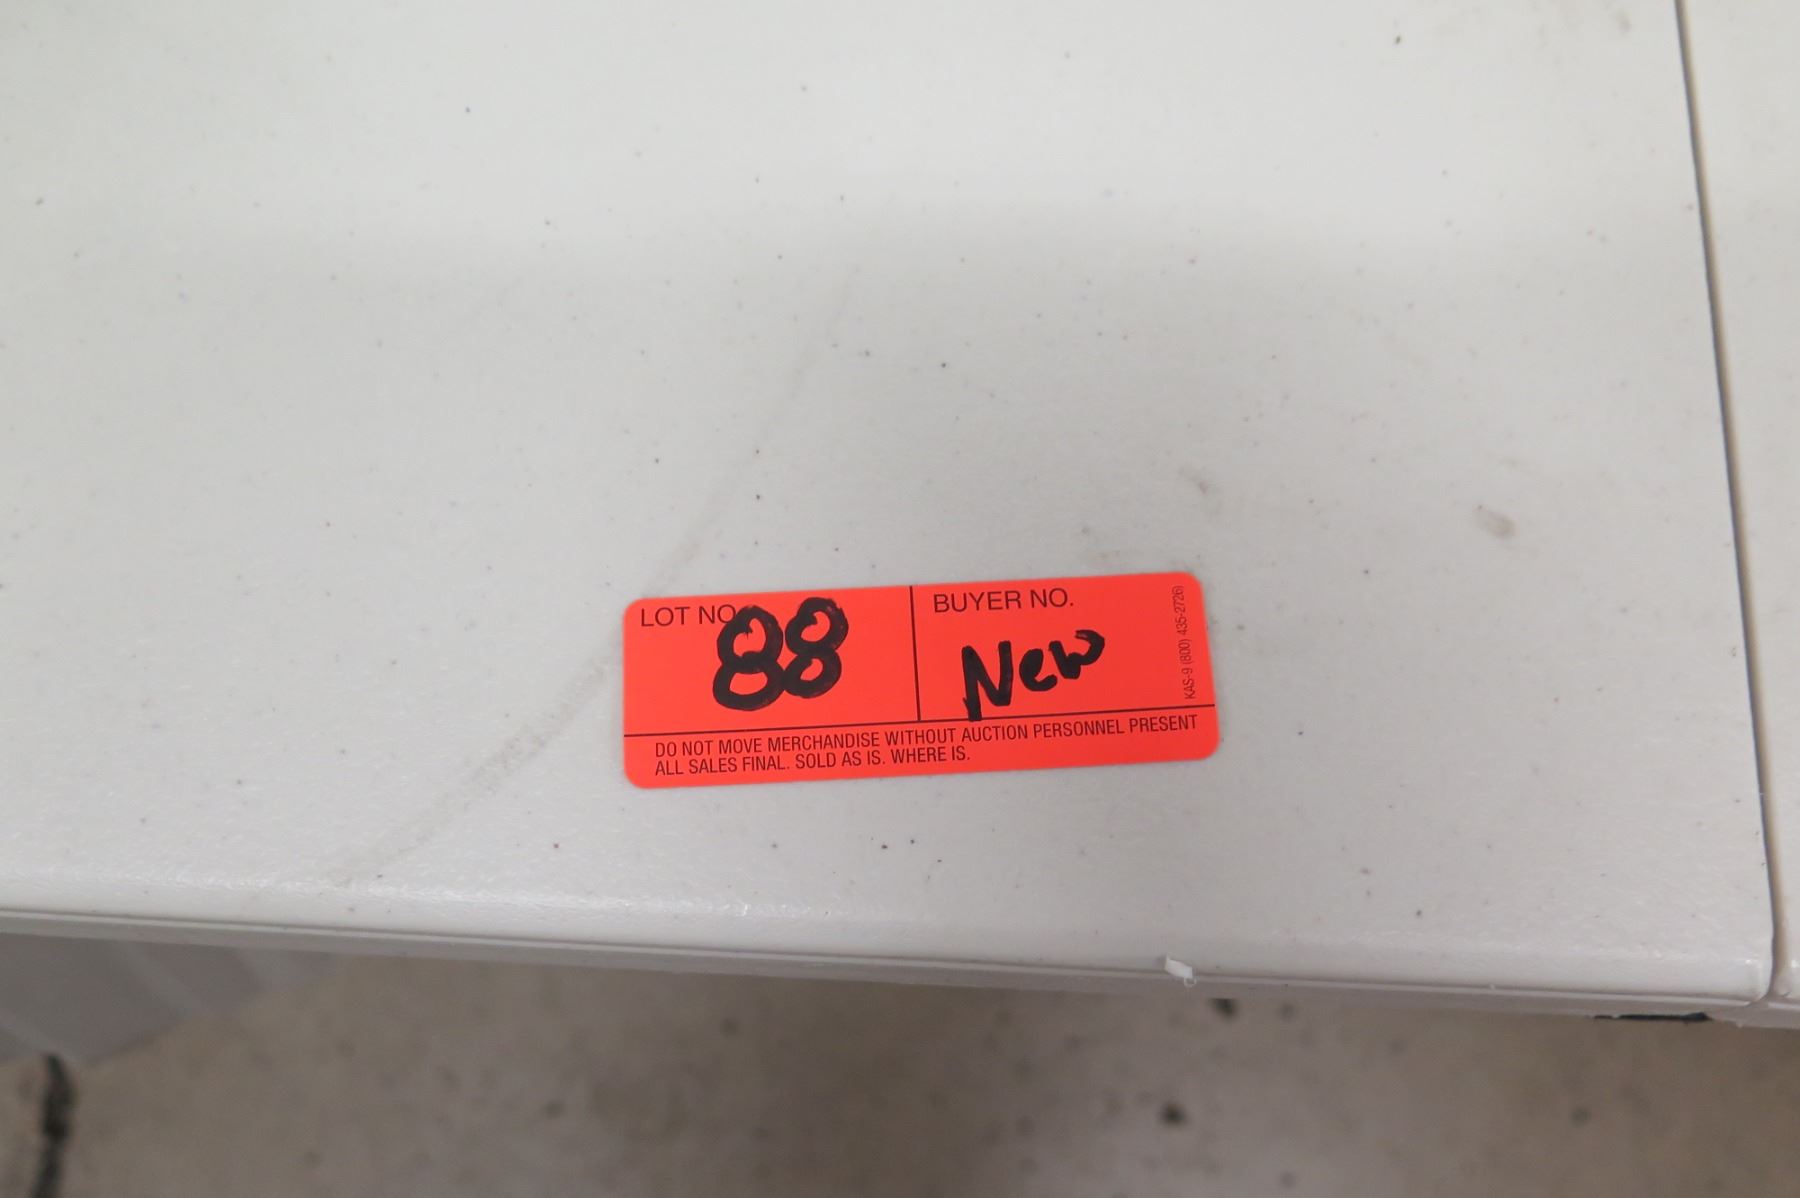 LOT NO. 88
BUYER NO. New
KAS-9 (800) 435-2726
DO NOT MOVE MERCHANDISE WITHOUT AUCTION PERSONNEL PRESENT
ALL SALES FINAL. SOLD AS IS. WHERE IS.